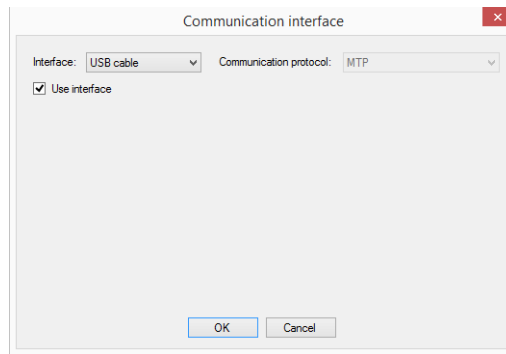 Communication interface
Interface: USB cable Communication protocol: MTP
Use interface
OK Cancel